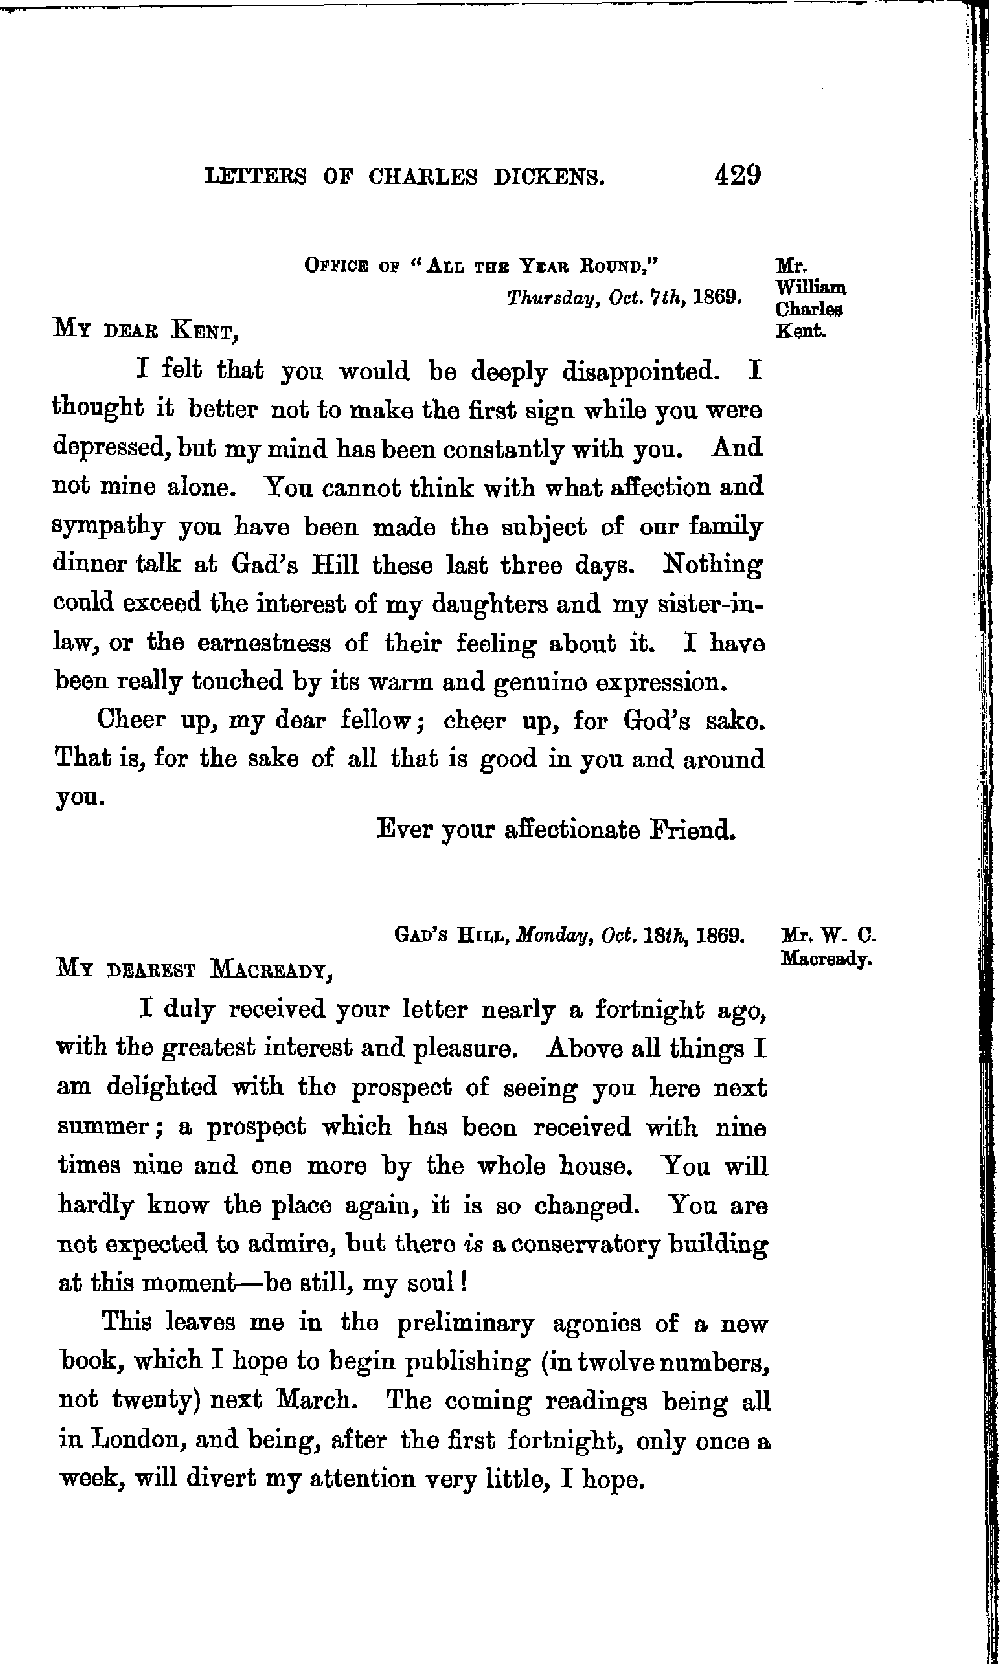 LETTERS OF CHARLES DICKENS. 429
OFFICE OF "ALL THE YEAR ROUND,"
Thursday, Oct. 7th, 1869.
Mr.
William
Charles
Kent.
MY DEAR KENT,
I felt that you would be deeply disappointed. I
thought it better not to make the first sign while you were
depressed, but my mind has been constantly with you. And
not mine alone. You cannot think with what affection and
sympathy you have been made the subject of our family
dinner talk at Gad's Hill these last three days. Nothing
could exceed the interest of my daughters and my sister-in-
law, or the earnestness of their feeling about it. I have
been really touched by its warm and genuine expression.
Cheer up, my dear fellow; cheer up, for God's sake.
That is, for the sake of all that is good in you and around
you.
Ever your affectionate Friend.
GAD'S HILL, Monday, Oct. 18th, 1869.
Mr. W. C.
Macready.
MY DEAREST MACREADY,
I duly received your letter nearly a fortnight ago,
with the greatest interest and pleasure. Above all things I
am delighted with the prospect of seeing you here next
summer; a prospect which has been received with nine
times nine and one more by the whole house. You will
hardly know the place again, it is so changed. You are
not expected to admire, but there is a conservatory building
at this moment—be still, my soul!
This leaves me in the preliminary agonies of a new
book, which I hope to begin publishing (in twelve numbers,
not twenty) next March. The coming readings being all
in London, and being, after the first fortnight, only once a
week, will divert my attention very little, I hope.